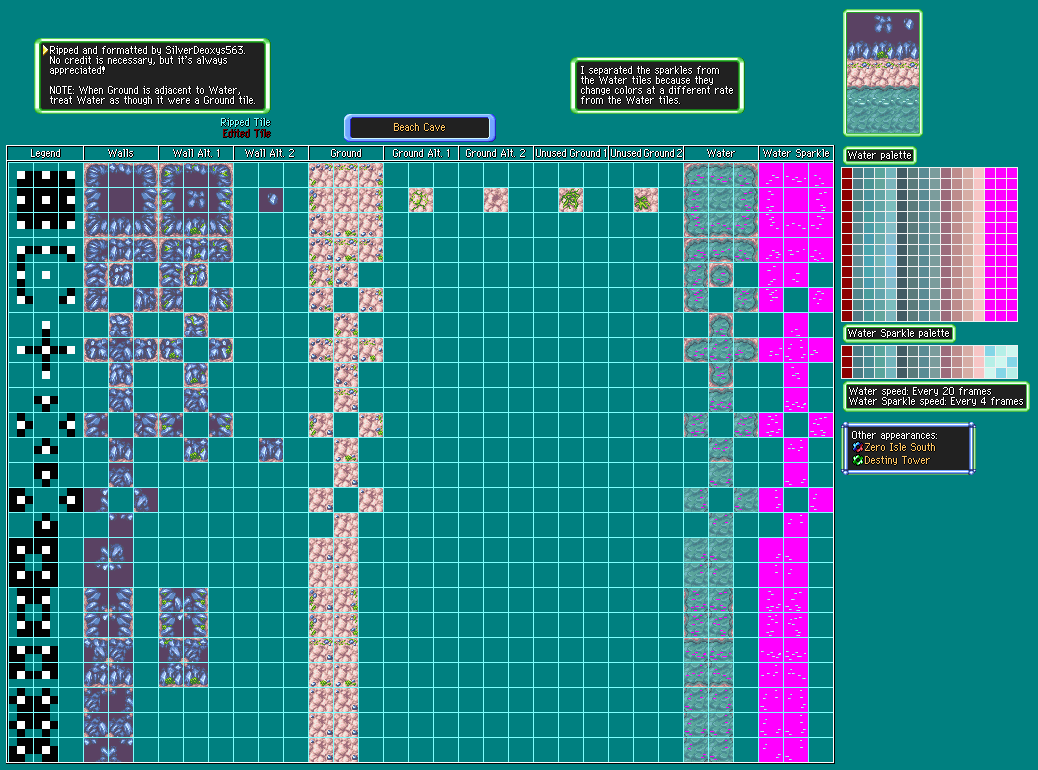 Ripped and formatted by SilverDeoxys563.
No credit is necessary, but it's always
appreciated!
NOTE: When Ground is adjacent to Water,
treat Water as though it were a Ground tile.
I separated the sparkles from
the Water tiles because they
change colors at a different rate
from the Water tiles.
Ripped Tile
Edited Tile
Beach Cave
Legend Walls Wall Alt. 1 Wall Alt. 2 Ground Ground Alt. 1 Ground Alt. 2 Unused Ground 1 Unused Ground 2 Water Water Sparkle
Water palette
Water Sparkle palette
Water speed: Every 20 frames
Water Sparkle speed: Every 4 frames
Other appearances:
Zero Isle South
Destiny Tower